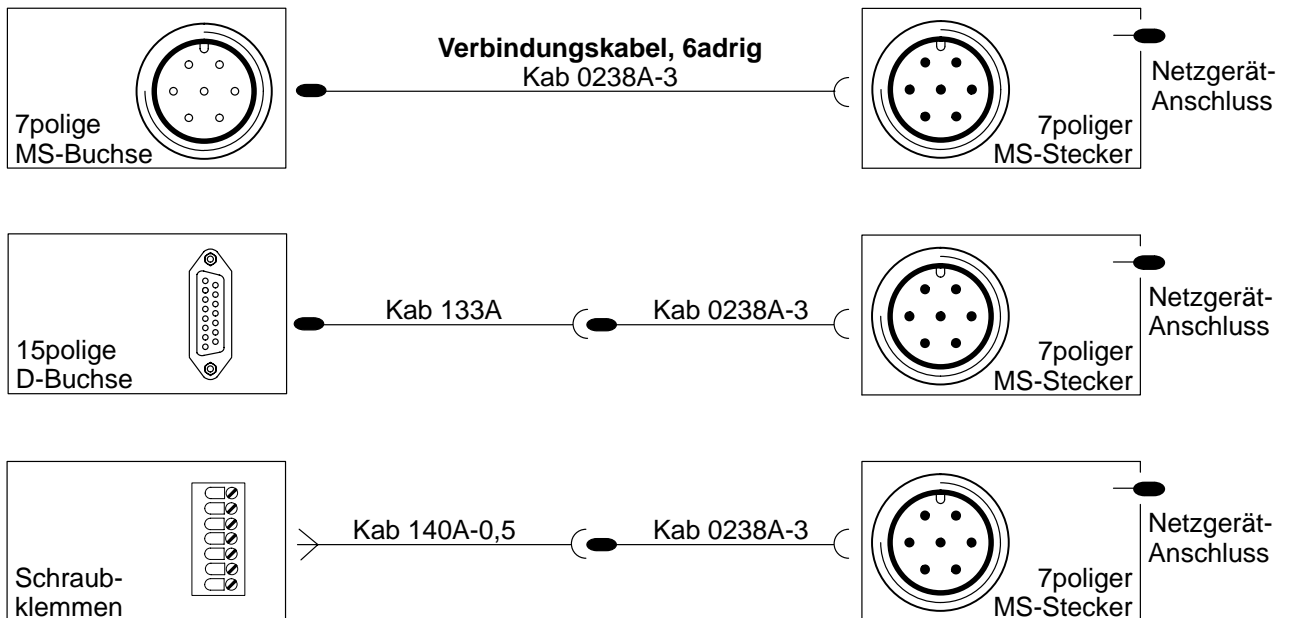 Verbindungskabel, 6adrig
Kab 0238A-3
7polige
MS-Buchse
7poliger
MS-Stecker
Netzgerät-
Anschluss
15polige
D-Buchse
Kab 133A
Kab 0238A-3
7poliger
MS-Stecker
Netzgerät-
Anschluss
Schraub-
klemmen
Kab 140A-0,5
Kab 0238A-3
7poliger
MS-Stecker
Netzgerät-
Anschluss